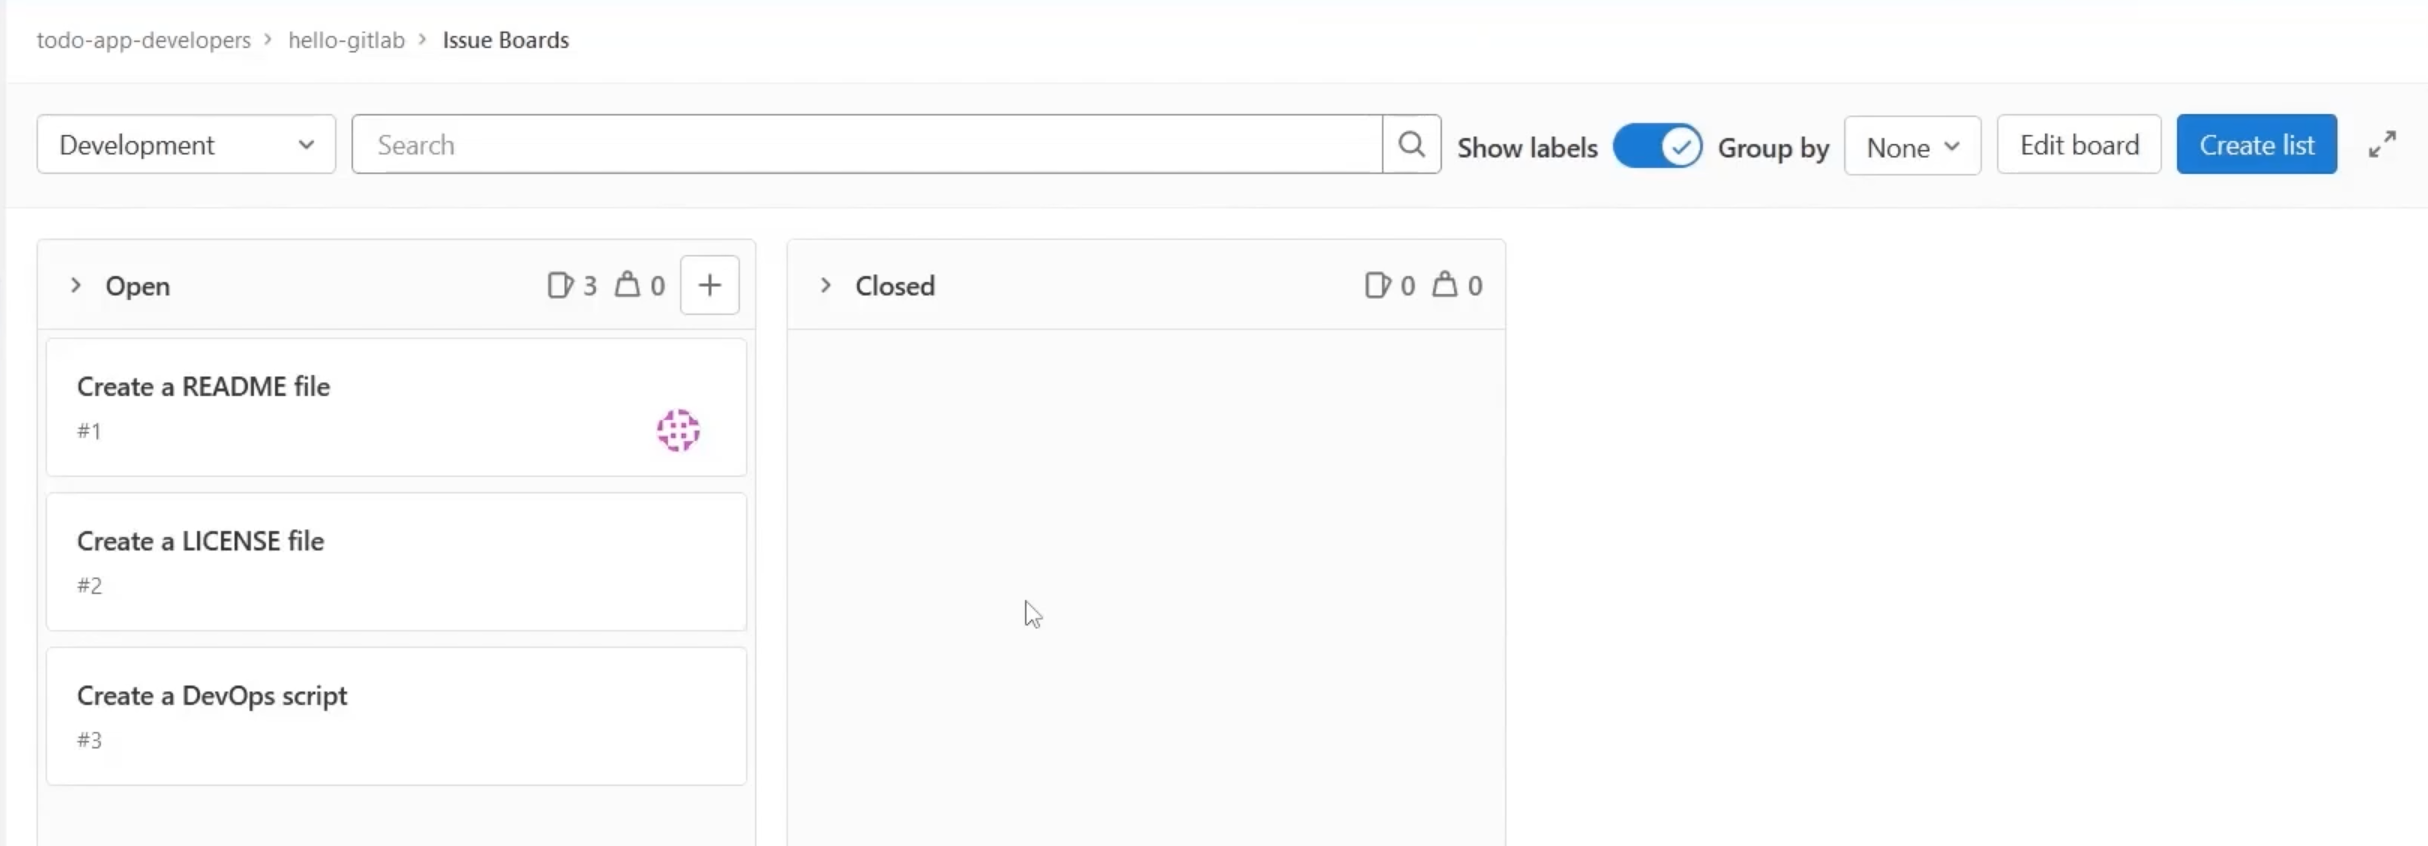 todo-app-developers > hello-gitlab > Issue Boards
Development
Search
Show labels
Group by
None
Edit board
Create list
Open
3
0
Closed
0
0
Create a README file
#1
Create a LICENSE file
#2
Create a DevOps script
#3